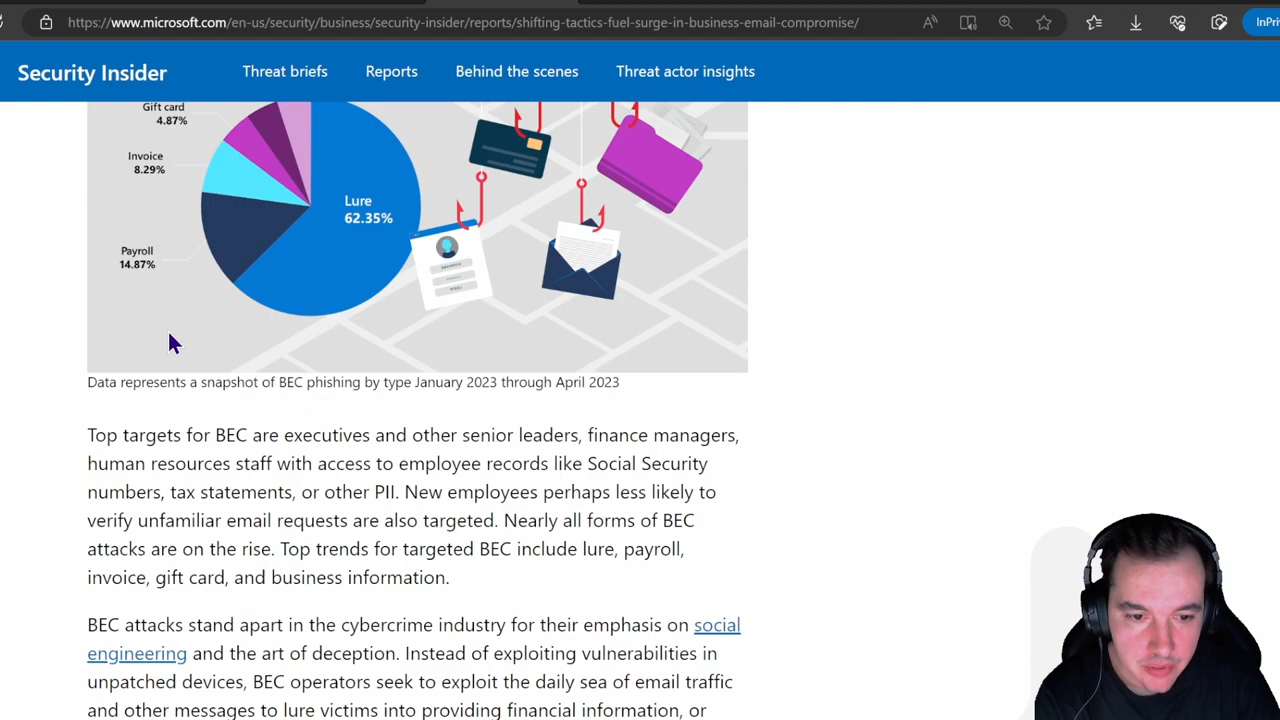 https://www.microsoft.com/en-us/security/business/security-insider/reports/shifting-tactics-fuel-surge-in-business-email-compromise/
InPri
Security Insider
Threat briefs
Reports
Behind the scenes
Threat actor insights
Gift card
4.87%
Invoice
8.29%
Lure
62.35%
Payroll
14.87%
Data represents a snapshot of BEC phishing by type January 2023 through April 2023
Top targets for BEC are executives and other senior leaders, finance managers,
human resources staff with access to employee records like Social Security
numbers, tax statements, or other PII. New employees perhaps less likely to
verify unfamiliar email requests are also targeted. Nearly all forms of BEC
attacks are on the rise. Top trends for targeted BEC include lure, payroll,
invoice, gift card, and business information.
BEC attacks stand apart in the cybercrime industry for their emphasis on social
engineering and the art of deception. Instead of exploiting vulnerabilities in
unpatched devices, BEC operators seek to exploit the daily sea of email traffic
and other messages to lure victims into providing financial information, or